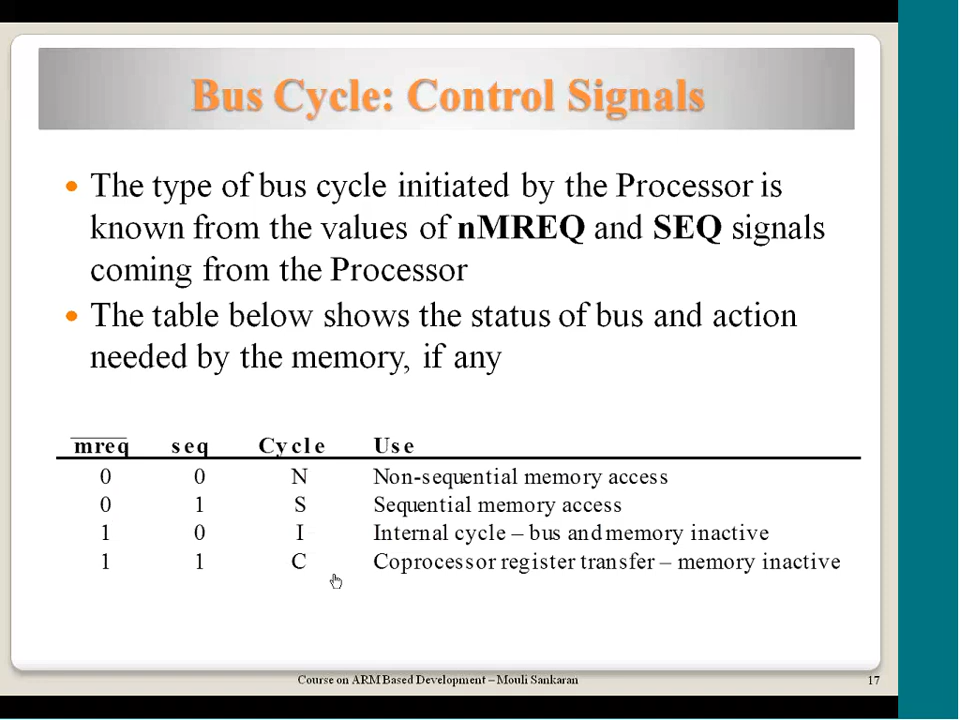 Bus Cycle: Control Signals
• The type of bus cycle initiated by the Processor is
known from the values of nMREQ and SEQ signals
coming from the Processor
• The table below shows the status of bus and action
needed by the memory, if any
mreq seq Cycle Use
0 0 N Non-sequential memory access
0 1 S Sequential memory access
1 0 I Internal cycle – bus and memory inactive
1 1 C Coprocessor register transfer – memory inactive
Course on ARM Based Development – Mouli Sankaran 17